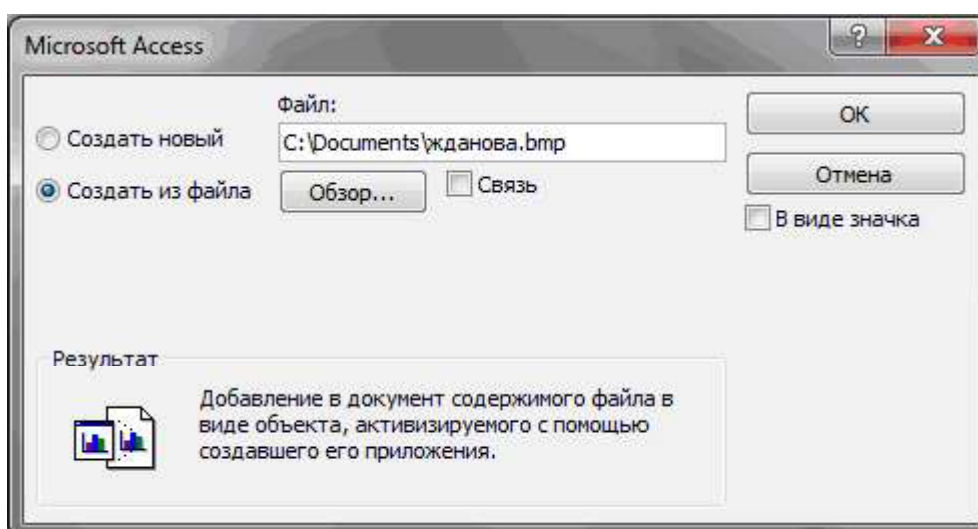 Microsoft Access
Файл:
Создать новый
C:\Documents\жданова.bmp
ОК
Создать из файла
Обзор...
Связь
Отмена
В виде значка
Результат
Добавление в документ содержимого файла в
виде объекта, активизируемого с помощью
создавшего его приложения.